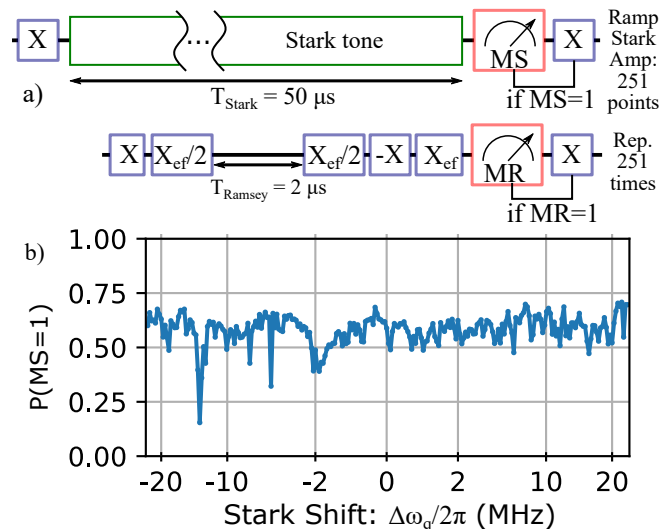 X
...
Stark tone
MS
X
Ramp
Stark
Amp:
251
points
a)
T_Stark = 50 μs
if MS=1
X
X_ef/2
X_ef/2
-X
X_ef
MR
X
Rep.
251
times
T_Ramsey = 2 μs
if MR=1
b)
1.00
0.75
0.50
0.25
0.00
P(MS=1)
-20
-10
-2
0
2
10
20
Stark Shift: Δω_q/2π (MHz)